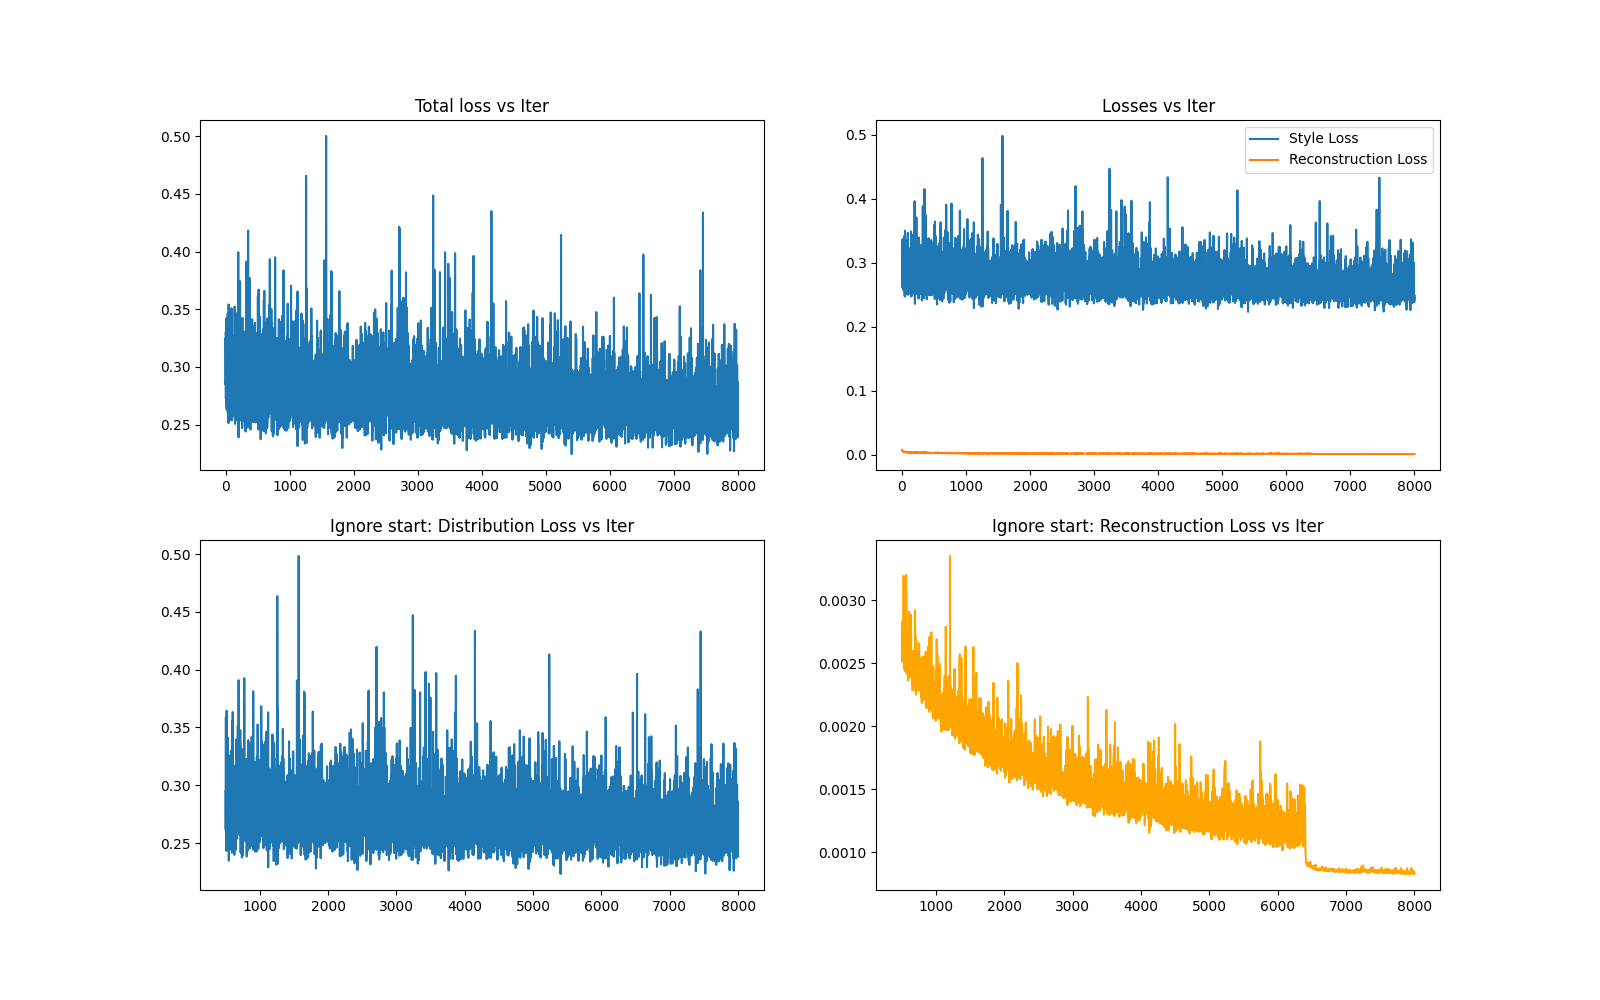 Total loss vs Iter
0.50
0.45
0.40
0.35
0.30
0.25
0 1000 2000 3000 4000 5000 6000 7000 8000
Losses vs Iter
Style Loss
Reconstruction Loss
0.5
0.4
0.3
0.2
0.1
0.0
0 1000 2000 3000 4000 5000 6000 7000 8000
Ignore start: Distribution Loss vs Iter
0.50
0.45
0.40
0.35
0.30
0.25
1000 2000 3000 4000 5000 6000 7000 8000
Ignore start: Reconstruction Loss vs Iter
0.0030
0.0025
0.0020
0.0015
0.0010
1000 2000 3000 4000 5000 6000 7000 8000